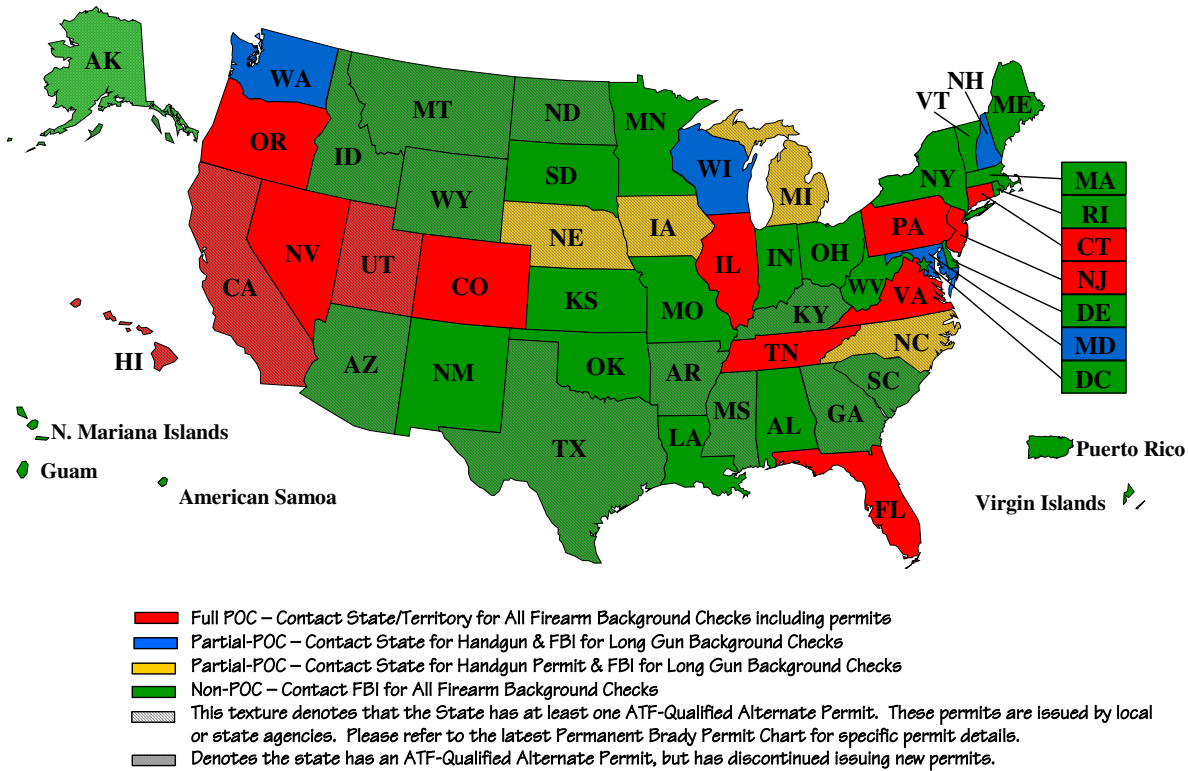 AK
WA
OR
CA
NV
ID
MT
WY
UT
AZ
CO
NM
ND
SD
NE
KS
OK
TX
MN
IA
MO
AR
LA
WI
IL
MI
IN
OH
KY
TN
MS
AL
GA
FL
SC
NC
VA
WV
PA
NY
VT
NH
ME
MA
RI
CT
NJ
DE
MD
DC
HI
N. Mariana Islands
Guam
American Samoa
Puerto Rico
Virgin Islands
Full POC – Contact State/Territory for All Firearm Background Checks including permits
Partial-POC – Contact State for Handgun & FBI for Long Gun Background Checks
Partial-POC – Contact State for Handgun Permit & FBI for Long Gun Background Checks
Non-POC – Contact FBI for All Firearm Background Checks
This texture denotes that the State has at least one ATF-Qualified Alternate Permit. These permits are issued by local
or state agencies. Please refer to the latest Permanent Brady Permit Chart for specific permit details.
Denotes the state has an ATF-Qualified Alternate Permit, but has discontinued issuing new permits.